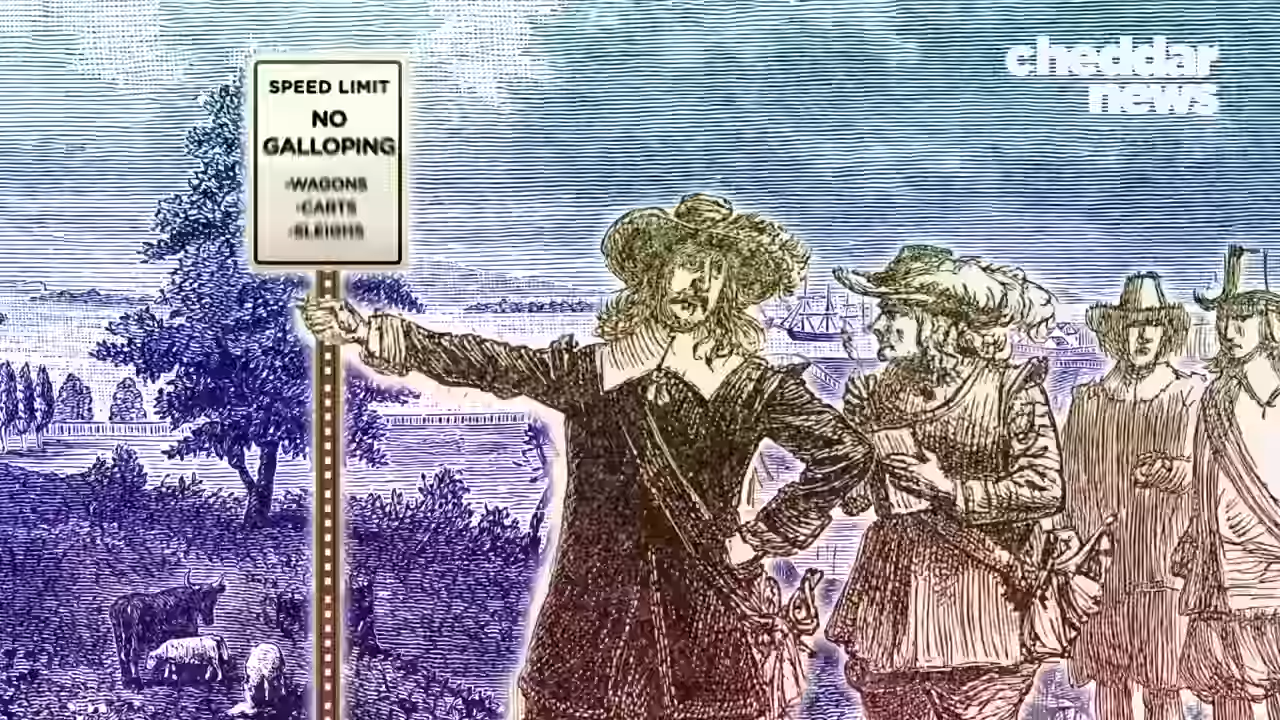 cheddar
news
SPEED LIMIT
NO
GALLOPING
-WAGONS
-CARTS
-SLEIGHS